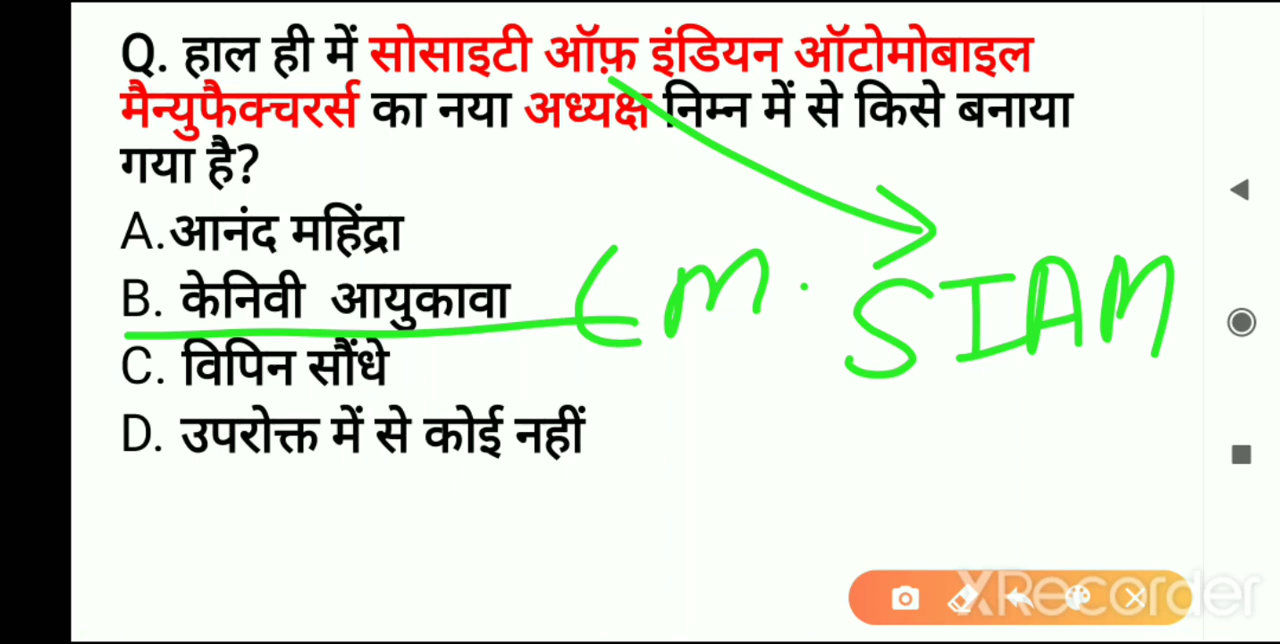 Q. हाल ही में सोसाइटी ऑफ़ इंडियन ऑटोमोबाइल
मैन्युफैक्चरर्स का नया अध्यक्ष निम्न में से किसे बनाया
गया है?
A.आनंद महिंद्रा
B. केनिवी आयुकावा
m. SIAM
C. विपिन सौंधे
D. उपरोक्त में से कोई नहीं
XRecorder